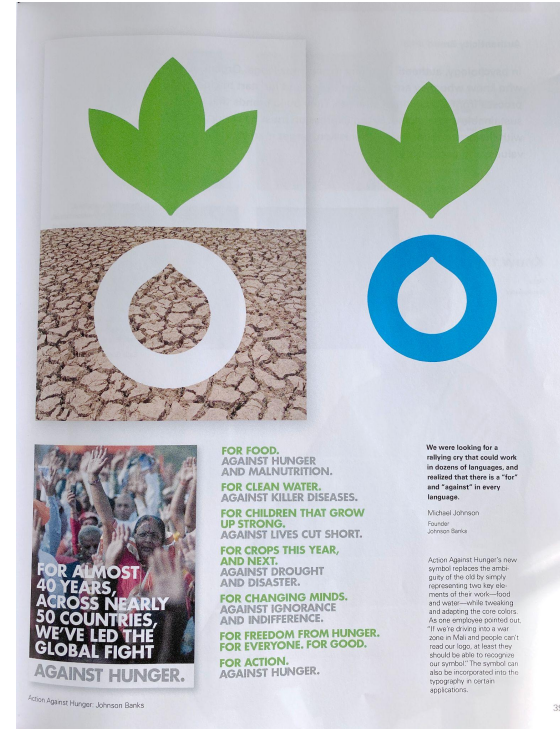 FOR ALMOST
40 YEARS,
ACROSS NEARLY
50 COUNTRIES,
WE'VE LED THE
GLOBAL FIGHT
AGAINST HUNGER.
Action Against Hunger: Johnson Banks
FOR FOOD.
AGAINST HUNGER
AND MALNUTRITION.
FOR CLEAN WATER.
AGAINST KILLER DISEASES.
FOR CHILDREN THAT GROW
UP STRONG.
AGAINST LIVES CUT SHORT.
FOR CROPS THIS YEAR,
AND NEXT.
AGAINST DROUGHT
AND DISASTER.
FOR CHANGING MINDS.
AGAINST IGNORANCE
AND INDIFFERENCE.
FOR FREEDOM FROM HUNGER.
FOR EVERYONE. FOR GOOD.
FOR ACTION.
AGAINST HUNGER.
We were looking for a
rallying cry that could work
in dozens of languages, and
realized that there is a "for"
and "against" in every
language.
Michael Johnson
Founder
Johnson Banks
Action Against Hunger's new
symbol replaces the ambi-
guity of the old by simply
representing two key ele-
ments of their work—food
and water—while tweaking
and adapting the core colors.
As one employee pointed out,
"If we're driving into a war
zone in Mali and people can't
read our logo, at least they
should be able to recognize
our symbol." The symbol can
also be incorporated into the
typography in certain
applications.